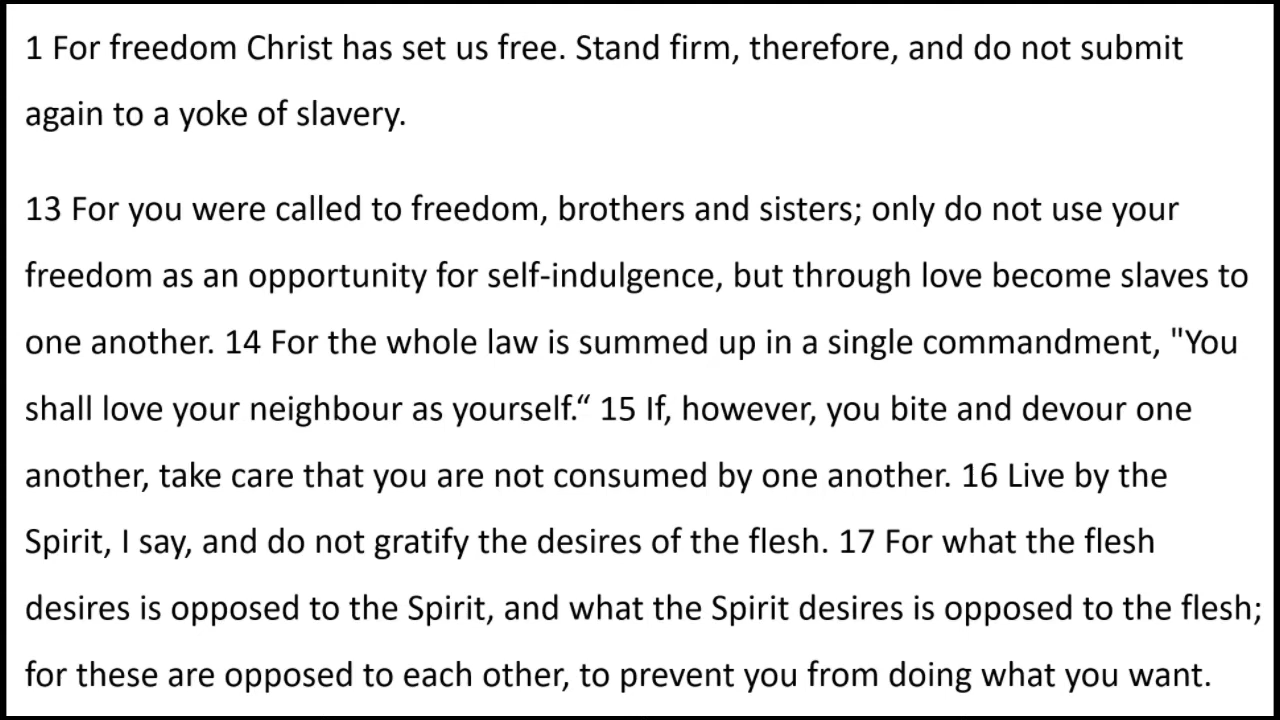 1 For freedom Christ has set us free. Stand firm, therefore, and do not submit
again to a yoke of slavery.
13 For you were called to freedom, brothers and sisters; only do not use your
freedom as an opportunity for self-indulgence, but through love become slaves to
one another. 14 For the whole law is summed up in a single commandment, "You
shall love your neighbour as yourself.“ 15 If, however, you bite and devour one
another, take care that you are not consumed by one another. 16 Live by the
Spirit, I say, and do not gratify the desires of the flesh. 17 For what the flesh
desires is opposed to the Spirit, and what the Spirit desires is opposed to the flesh;
for these are opposed to each other, to prevent you from doing what you want.